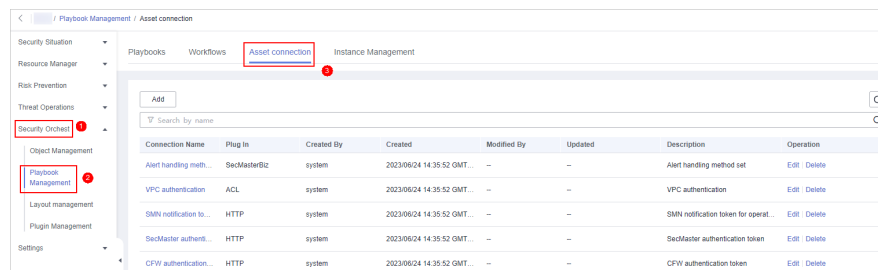 / Playbook Management / Asset connection
Security Situation
Resource Manager
Risk Prevention
Threat Operations
Security Orchest 1
Object Management
Playbook
Management 2
Layout management
Plugin Management
Settings
Playbooks Workflows Asset connection Instance Management
3
Add
Search by name
Connection Name Plug In Created By Created Modified By Updated Description Operation
Alert handling meth... SecMasterBiz system 2023/06/24 14:35:52 GMT... -- -- Alert handling method set Edit | Delete
VPC authentication ACL system 2023/06/24 14:35:52 GMT... -- -- VPC authentication Edit | Delete
SMN notification to... HTTP system 2023/06/24 14:35:52 GMT... -- -- SMN notification token for operat... Edit | Delete
SecMaster authenti... HTTP system 2023/06/24 14:35:52 GMT... -- -- SecMaster authentication token Edit | Delete
CFW authentication... HTTP system 2023/06/24 14:35:52 GMT... -- -- CFW authentication token Edit | Delete